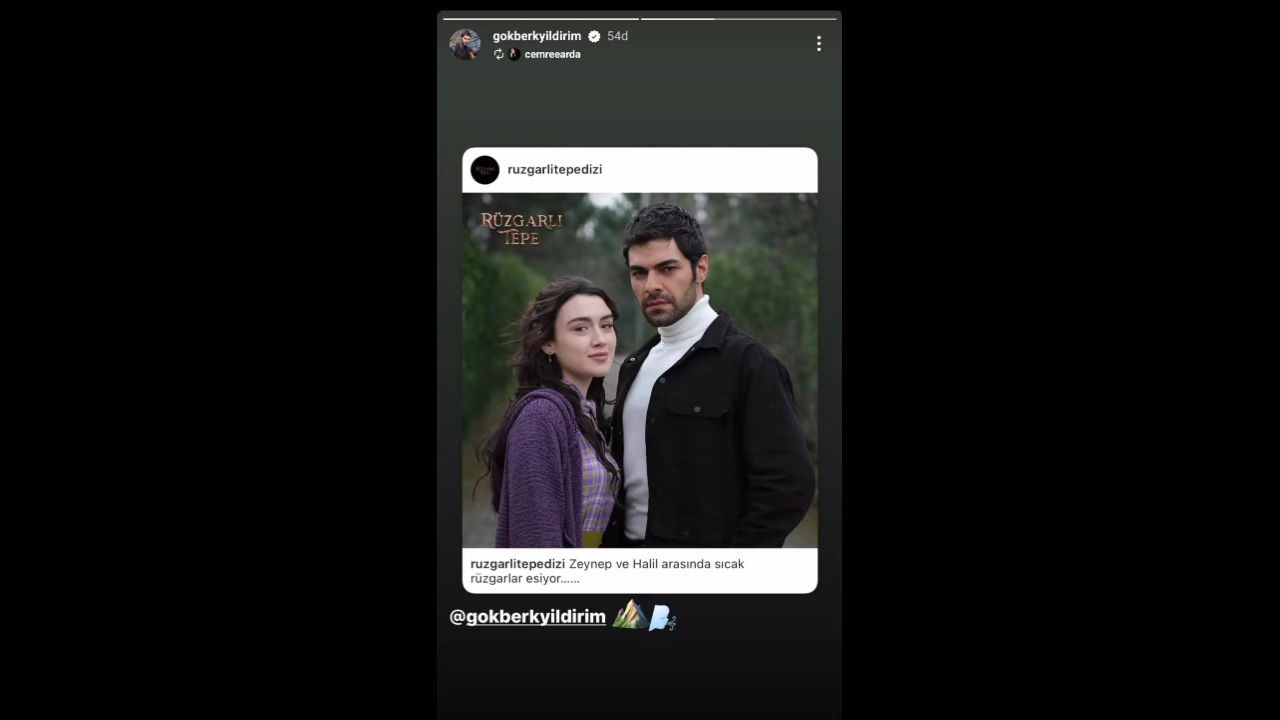 gokberkyildirim 54d
cemreearda
ruzgarlitepedizi
RÜZGARLI
TEPE
ruzgarlitepedizi Zeynep ve Halil arasında sıcak
rüzgarlar esiyor......
@gokberkyildirim